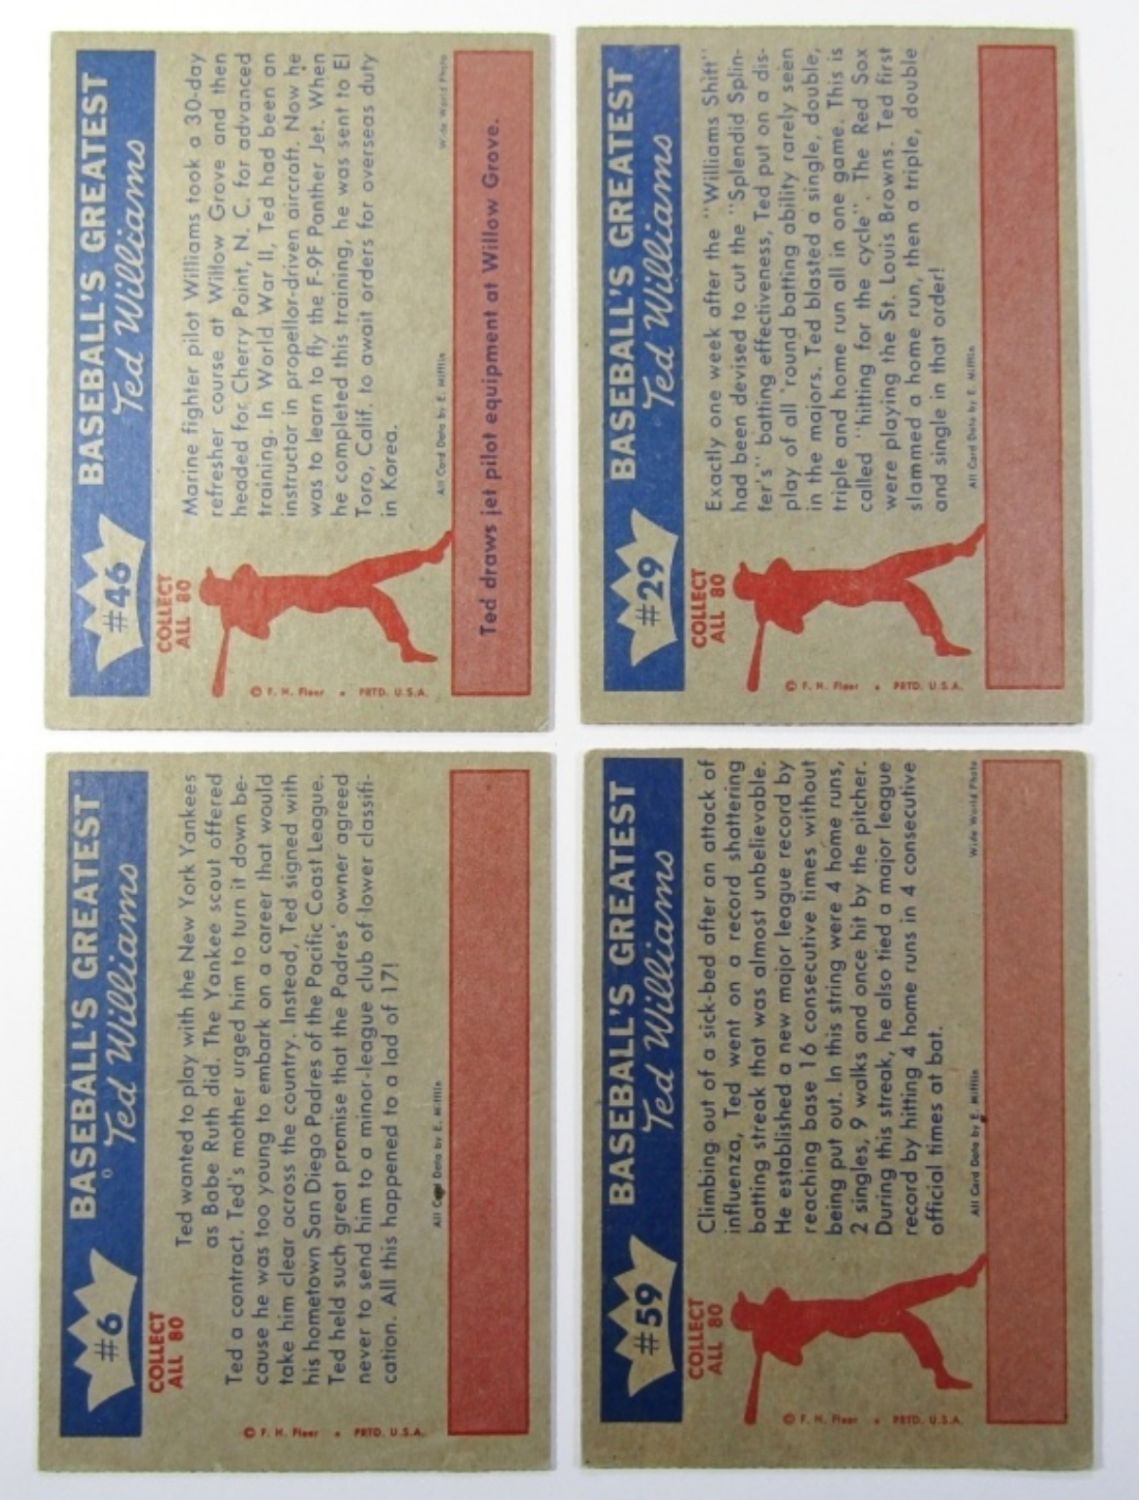 #46
BASEBALL'S GREATEST
Ted Williams
COLLECT
ALL 80
Marine fighter pilot Williams took a 30-day
refresher course at Willow Grove and then
headed for Cherry Point, N. C. for advanced
training. In World War II, Ted had been an
instructor in propellor-driven aircraft. Now he
was to learn to fly the F-9F Panther Jet. When
he completed this training, he was sent to El
Toro, Calif. to await orders for overseas duty
in Korea.
All Card Data by E. Mifflin Wide World Photo
© F. H. Fleer • PRTD. U.S.A.
Ted draws jet pilot equipment at Willow Grove.
#29
BASEBALL'S GREATEST
Ted Williams
COLLECT
ALL 80
Exactly one week after the "Williams Shift"
had been devised to cut the "Splendid Splin-
ter's" batting effectiveness, Ted put on a dis-
play of all 'round batting ability rarely seen
in the majors. Ted blasted a single, double,
triple and home run all in one game. This is
called "hitting for the cycle". The Red Sox
were playing the St. Louis Browns. Ted first
slammed a home run, then a triple, double
and single in that order!
All Card Data by E. Mifflin
© F. H. Fleer • PRTD. U.S.A.
#6
BASEBALL'S GREATEST
Ted Williams
COLLECT
ALL 80
Ted wanted to play with the New York Yankees
as Babe Ruth did. The Yankee scout offered
Ted a contract. Ted's mother urged him to turn it down be-
cause he was too young to embark on a career that would
take him clear across the country. Instead, Ted signed with
his hometown San Diego Padres of the Pacific Coast League.
Ted held such great promise that the Padres' owner agreed
never to send him to a minor-league club of lower classifi-
cation. All this happened to a lad of 17!
All Card Data by E. Mifflin
© F. H. Fleer • PRTD. U.S.A.
#59
BASEBALL'S GREATEST
Ted Williams
COLLECT
ALL 80
Climbing out of a sick-bed after an attack of
influenza, Ted went on a record shattering
batting streak that was almost unbelievable.
He established a new major league record by
reaching base 16 consecutive times without
being put out. In this string were 4 home runs,
2 singles, 9 walks and once hit by the pitcher.
During this streak, he also tied a major league
record by hitting 4 home runs in 4 consecutive
official times at bat.
All Card Data by E. Mifflin Wide World Photo
© F. H. Fleer • PRTD. U.S.A.